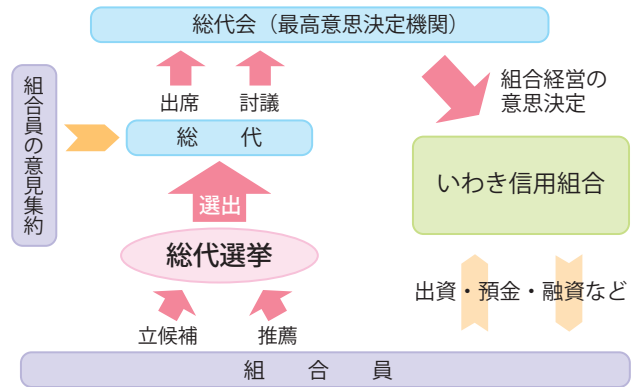 総代会（最高意思決定機関）
出席
討議
組合経営の
意思決定
組合員の意見集約
総　代
いわき信用組合
選出
総代選挙
出資・預金・融資など
立候補
推薦
組　合　員